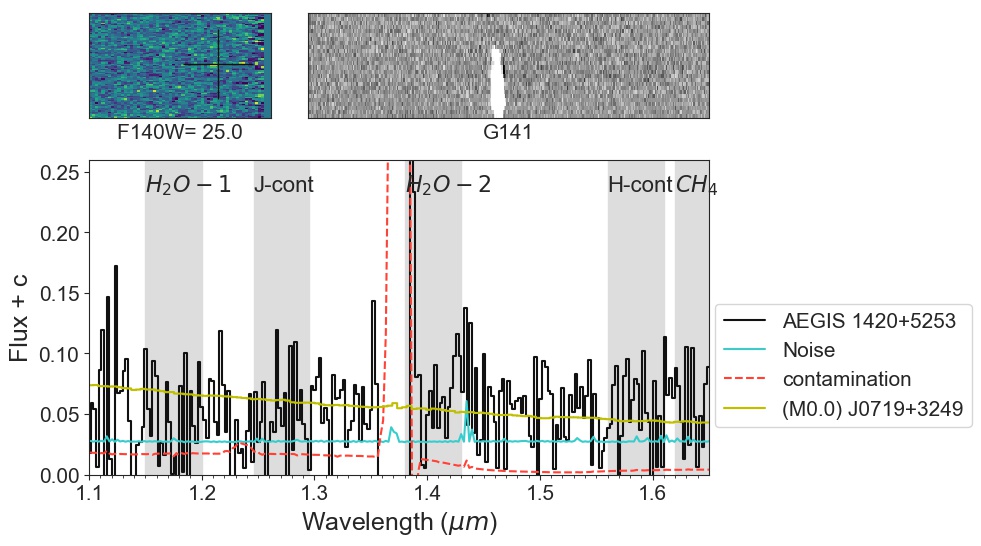 F140W= 25.0
G141
0.25
0.20
0.15
0.10
0.05
0.00
Flux + c
H₂O − 1
J-cont
H₂O − 2
H-cont
CH₄
1.1
1.2
1.3
1.4
1.5
1.6
Wavelength (μm)
AEGIS 1420+5253
Noise
contamination
(M0.0) J0719+3249